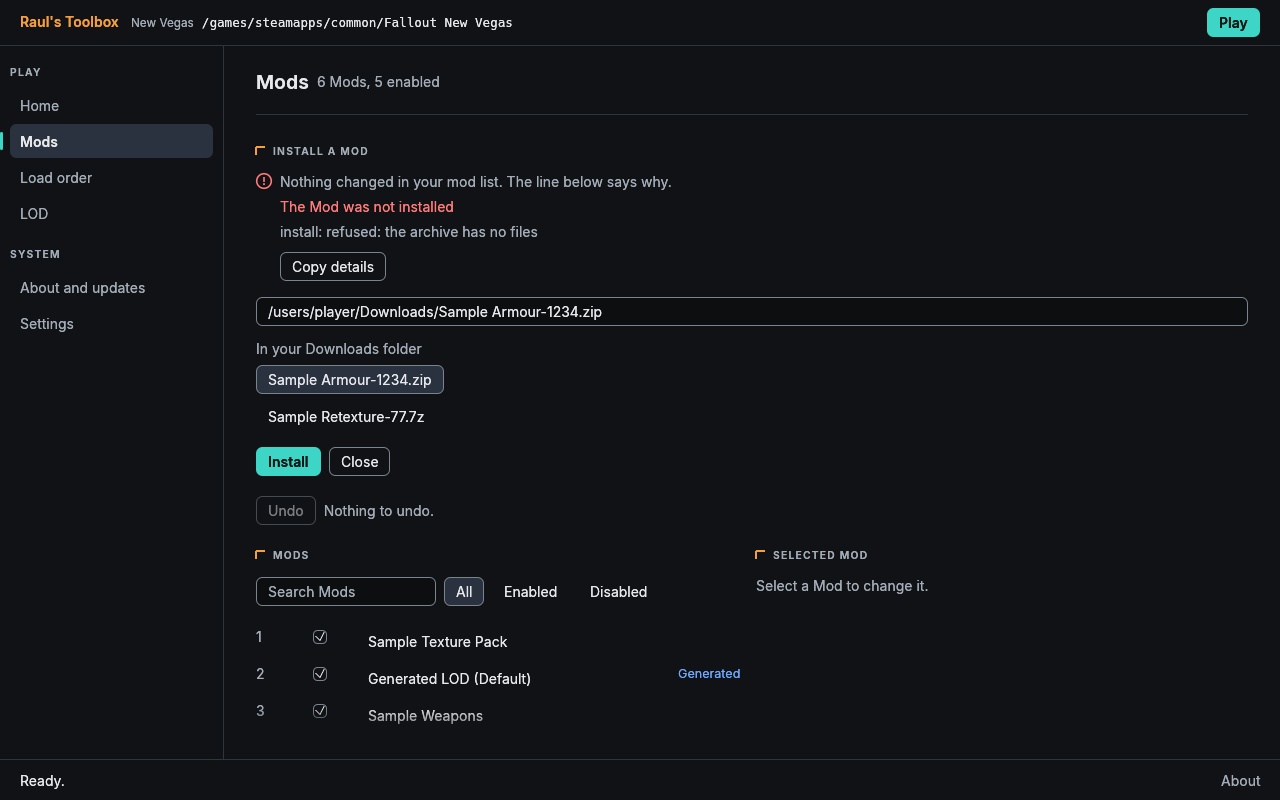 Raul's Toolbox New Vegas /games/steamapps/common/Fallout New Vegas Play
PLAY
Home
Mods
Load order
LOD
SYSTEM
About and updates
Settings
Mods 6 Mods, 5 enabled
INSTALL A MOD
Nothing changed in your mod list. The line below says why.
The Mod was not installed
install: refused: the archive has no files
Copy details
/users/player/Downloads/Sample Armour-1234.zip
In your Downloads folder
Sample Armour-1234.zip
Sample Retexture-77.7z
Install Close
Undo Nothing to undo.
MODS
Search Mods All Enabled Disabled
1 Sample Texture Pack
2 Generated LOD (Default) Generated
3 Sample Weapons
SELECTED MOD
Select a Mod to change it.
Ready. About